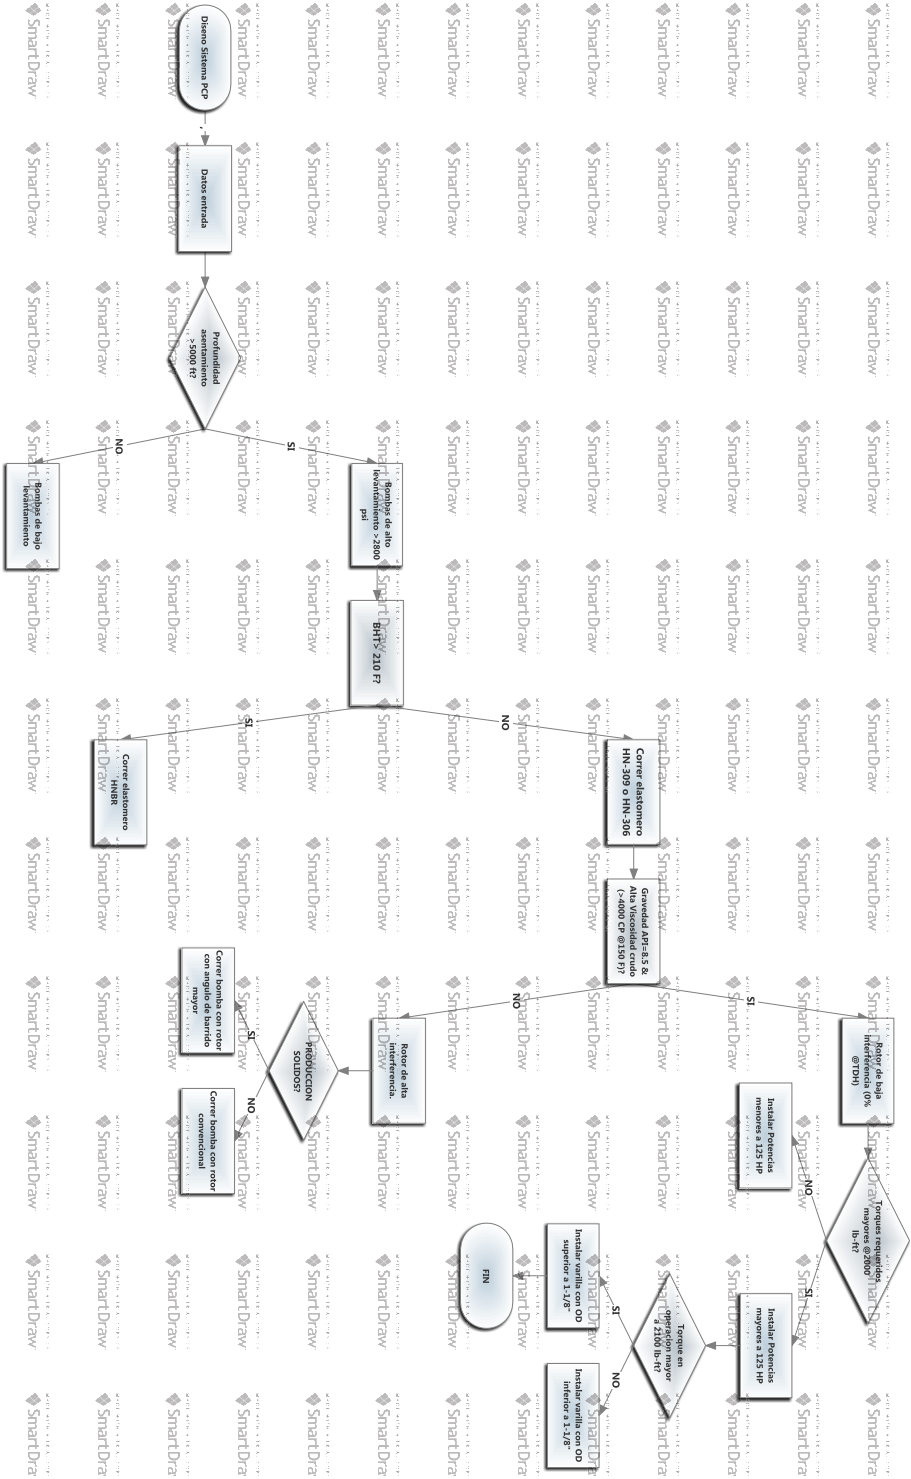 Diseno Sistema PCP
,
Datos entrada
Profundidad
asentamiento
>5000 ft?
NO
SI
Bombas de bajo
levantamiento
Bombas de alto
levantamiento >2800
psi
BHT> 210 F?
SI
NO
Correr elastomero
HNBR
Correr elastomero
HN-309 o HN-306
Gravedad API=8.5 &
Alta Viscosidad crudo
(>4000 CP @150 F)?
NO
SI
Rotor de alta
interferencia.
PRODUCCION
SOLIDOS?
SI
NO
Correr bomba con rotor
con angulo de barrido
mayor
Correr bomba con rotor
convencional
Rotor de baja
interferencia (0%
@TDH)
Torques requeridos
mayores @2000
lb-ft?
NO
SI
Instalar Potencias
menores a 125 HP
Instalar Potencias
mayores a 125 HP
Torque en
operacion mayor
a 2100 lb-ft?
SI
NO
Instalar varilla con OD
superior a 1-1/8"
Instalar varilla con OD
inferior a 1-1/8"
FIN
SmartDraw